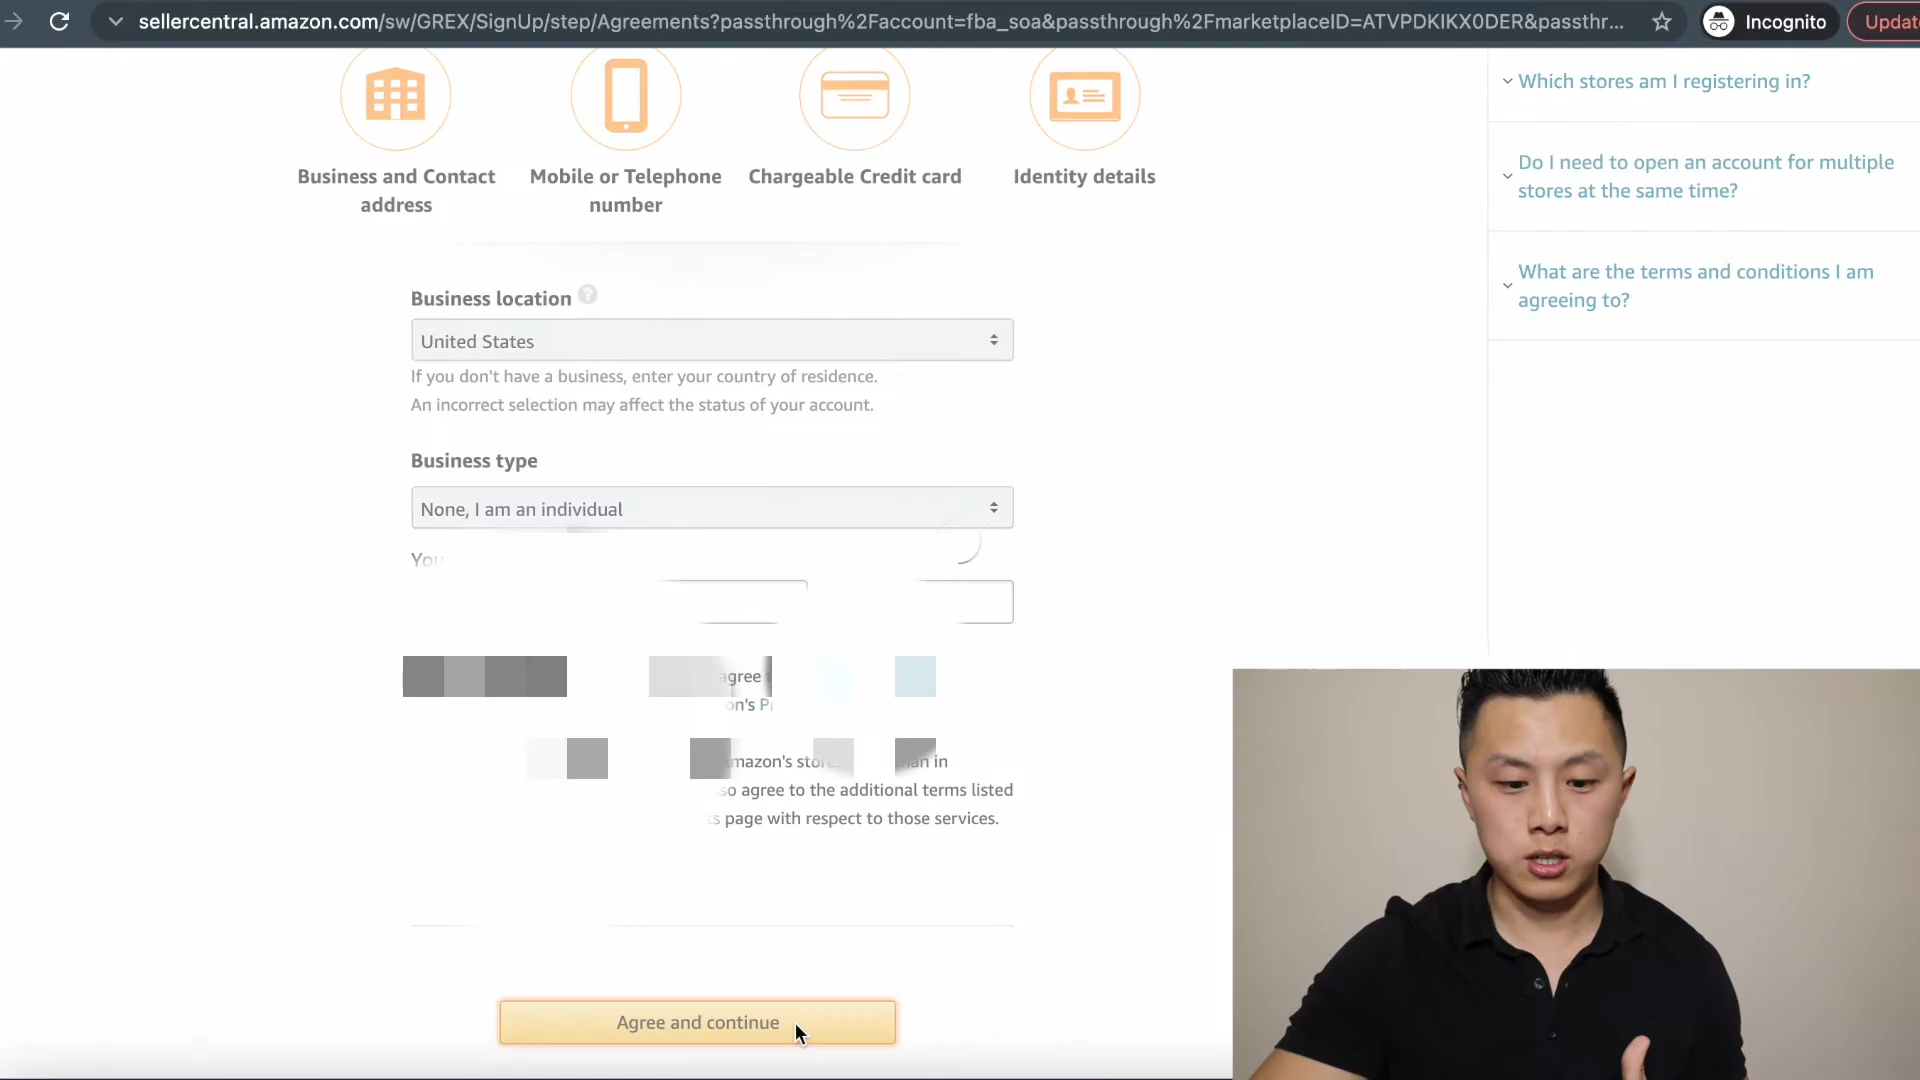 sellercentral.amazon.com/sw/GREX/SignUp/step/Agreements?passthrough%2Faccount=fba_soa&passthrough%2FmarketplaceID=ATVPDKIKX0DER&passthr...
Incognito
Updat
Business and Contact
address
Mobile or Telephone
number
Chargeable Credit card
Identity details
Which stores am I registering in?
Do I need to open an account for multiple
stores at the same time?
What are the terms and conditions I am
agreeing to?
Business location
United States
If you don't have a business, enter your country of residence.
An incorrect selection may affect the status of your account.
Business type
None, I am an individual
You
agree
on's
mazon's in
so agree to the additional terms listed
page with respect to those services.
Agree and continue